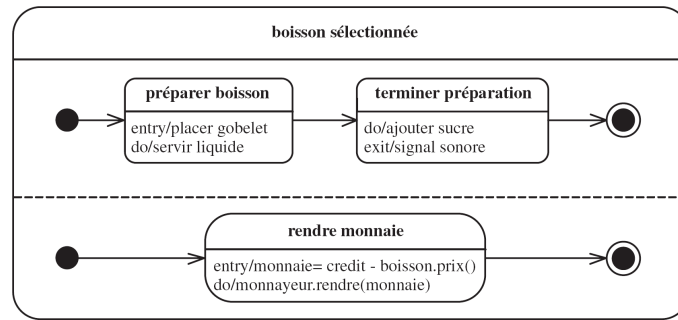 boisson sélectionnée
préparer boisson
entry/placer gobelet
do/servir liquide
terminer préparation
do/ajouter sucre
exit/signal sonore
rendre monnaie
entry/monnaie= credit - boisson.prix()
do/monnayeur.rendre(monnaie)